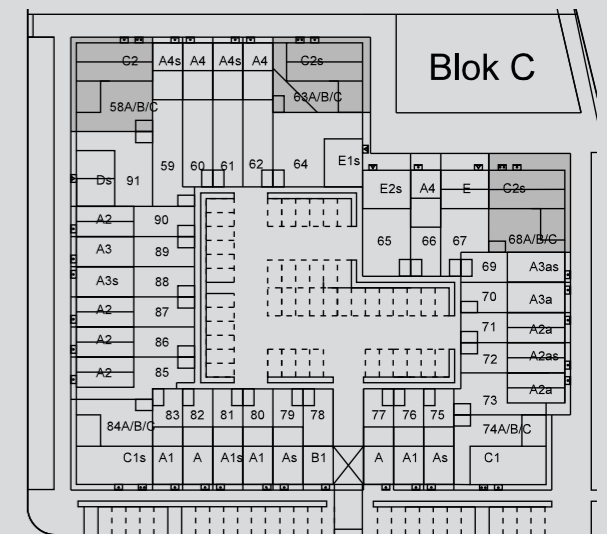 Blok C
C2 A4s A4 A4s A4 C2s
58A/B/C 63A/B/C
59 60 61 62 64
E1s
Ds 91
E2s A4 E C2s
A2 90
65 66 67 68A/B/C
A3 89
69 A3as
A3s 88
70 A3a
A2 87
71 A2a
A2 86
72 A2as
A2 85
73 A2a
84A/B/C 83 82 81 80 79 78 77 76 75 74A/B/C
C1s A1 A A1s A1 As B1 A A1 As C1